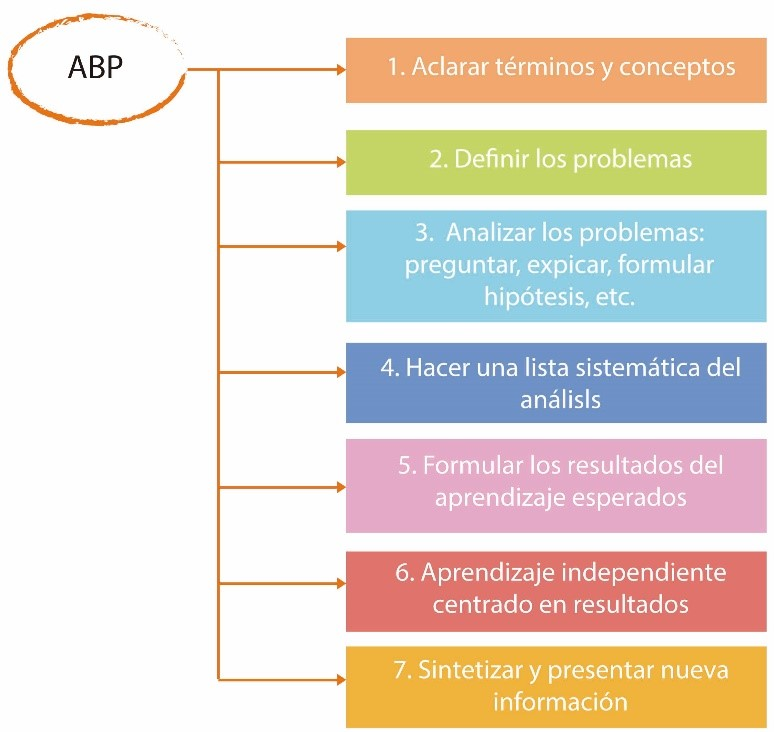 ABP
1. Aclarar términos y conceptos
2. Definir los problemas
3. Analizar los problemas:
preguntar, expicar, formular
hipótesis, etc.
4. Hacer una lista sistemática del
análisls
5. Formular los resultados del
aprendizaje esperados
6. Aprendizaje independiente
centrado en resultados
7. Sintetizar y presentar nueva
información